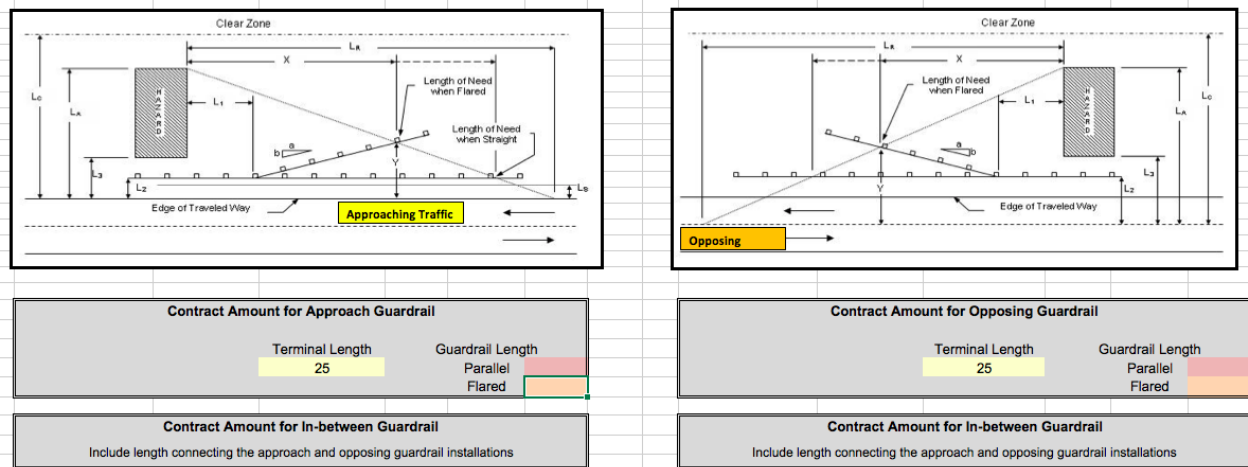 Clear Zone
LR
X
Length of Need
when Flared
LC
LA
HAZARD
L1
Length of Need
when Straight
a
b
Y
L3
L2
LS
Edge of Traveled Way
Approaching Traffic
Clear Zone
LR
X
Length of Need
when Flared
L1
HAZARD
LA
LC
a
b
L3
Y
L2
Edge of Traveled Way
Opposing
Contract Amount for Approach Guardrail
Terminal Length Guardrail Length
25 Parallel
Flared
Contract Amount for In-between Guardrail
Include length connecting the approach and opposing guardrail installations
Contract Amount for Opposing Guardrail
Terminal Length Guardrail Length
25 Parallel
Flared
Contract Amount for In-between Guardrail
Include length connecting the approach and opposing guardrail installations